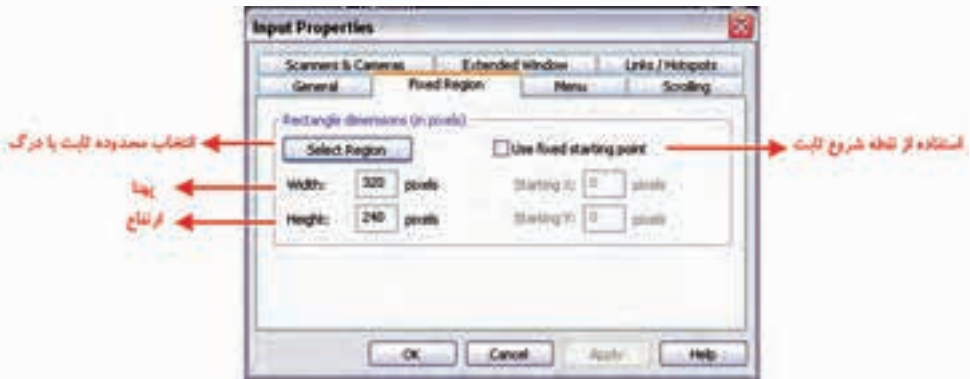 Input Properties
Scanners & Cameras Extended Window Links / Hotspots
General Fixed Region Menu Scrolling
Rectangle dimensions (in pixels)
Select Region
Use fixed starting point
Width: 320 pixels
Starting X: 0 pixels
Height: 240 pixels
Starting Y: 0 pixels
OK Cancel Apply Help
انتخاب محدوده ثابت با درگ
پهنا
ارتفاع
استفاده از نقطه شروع ثابت